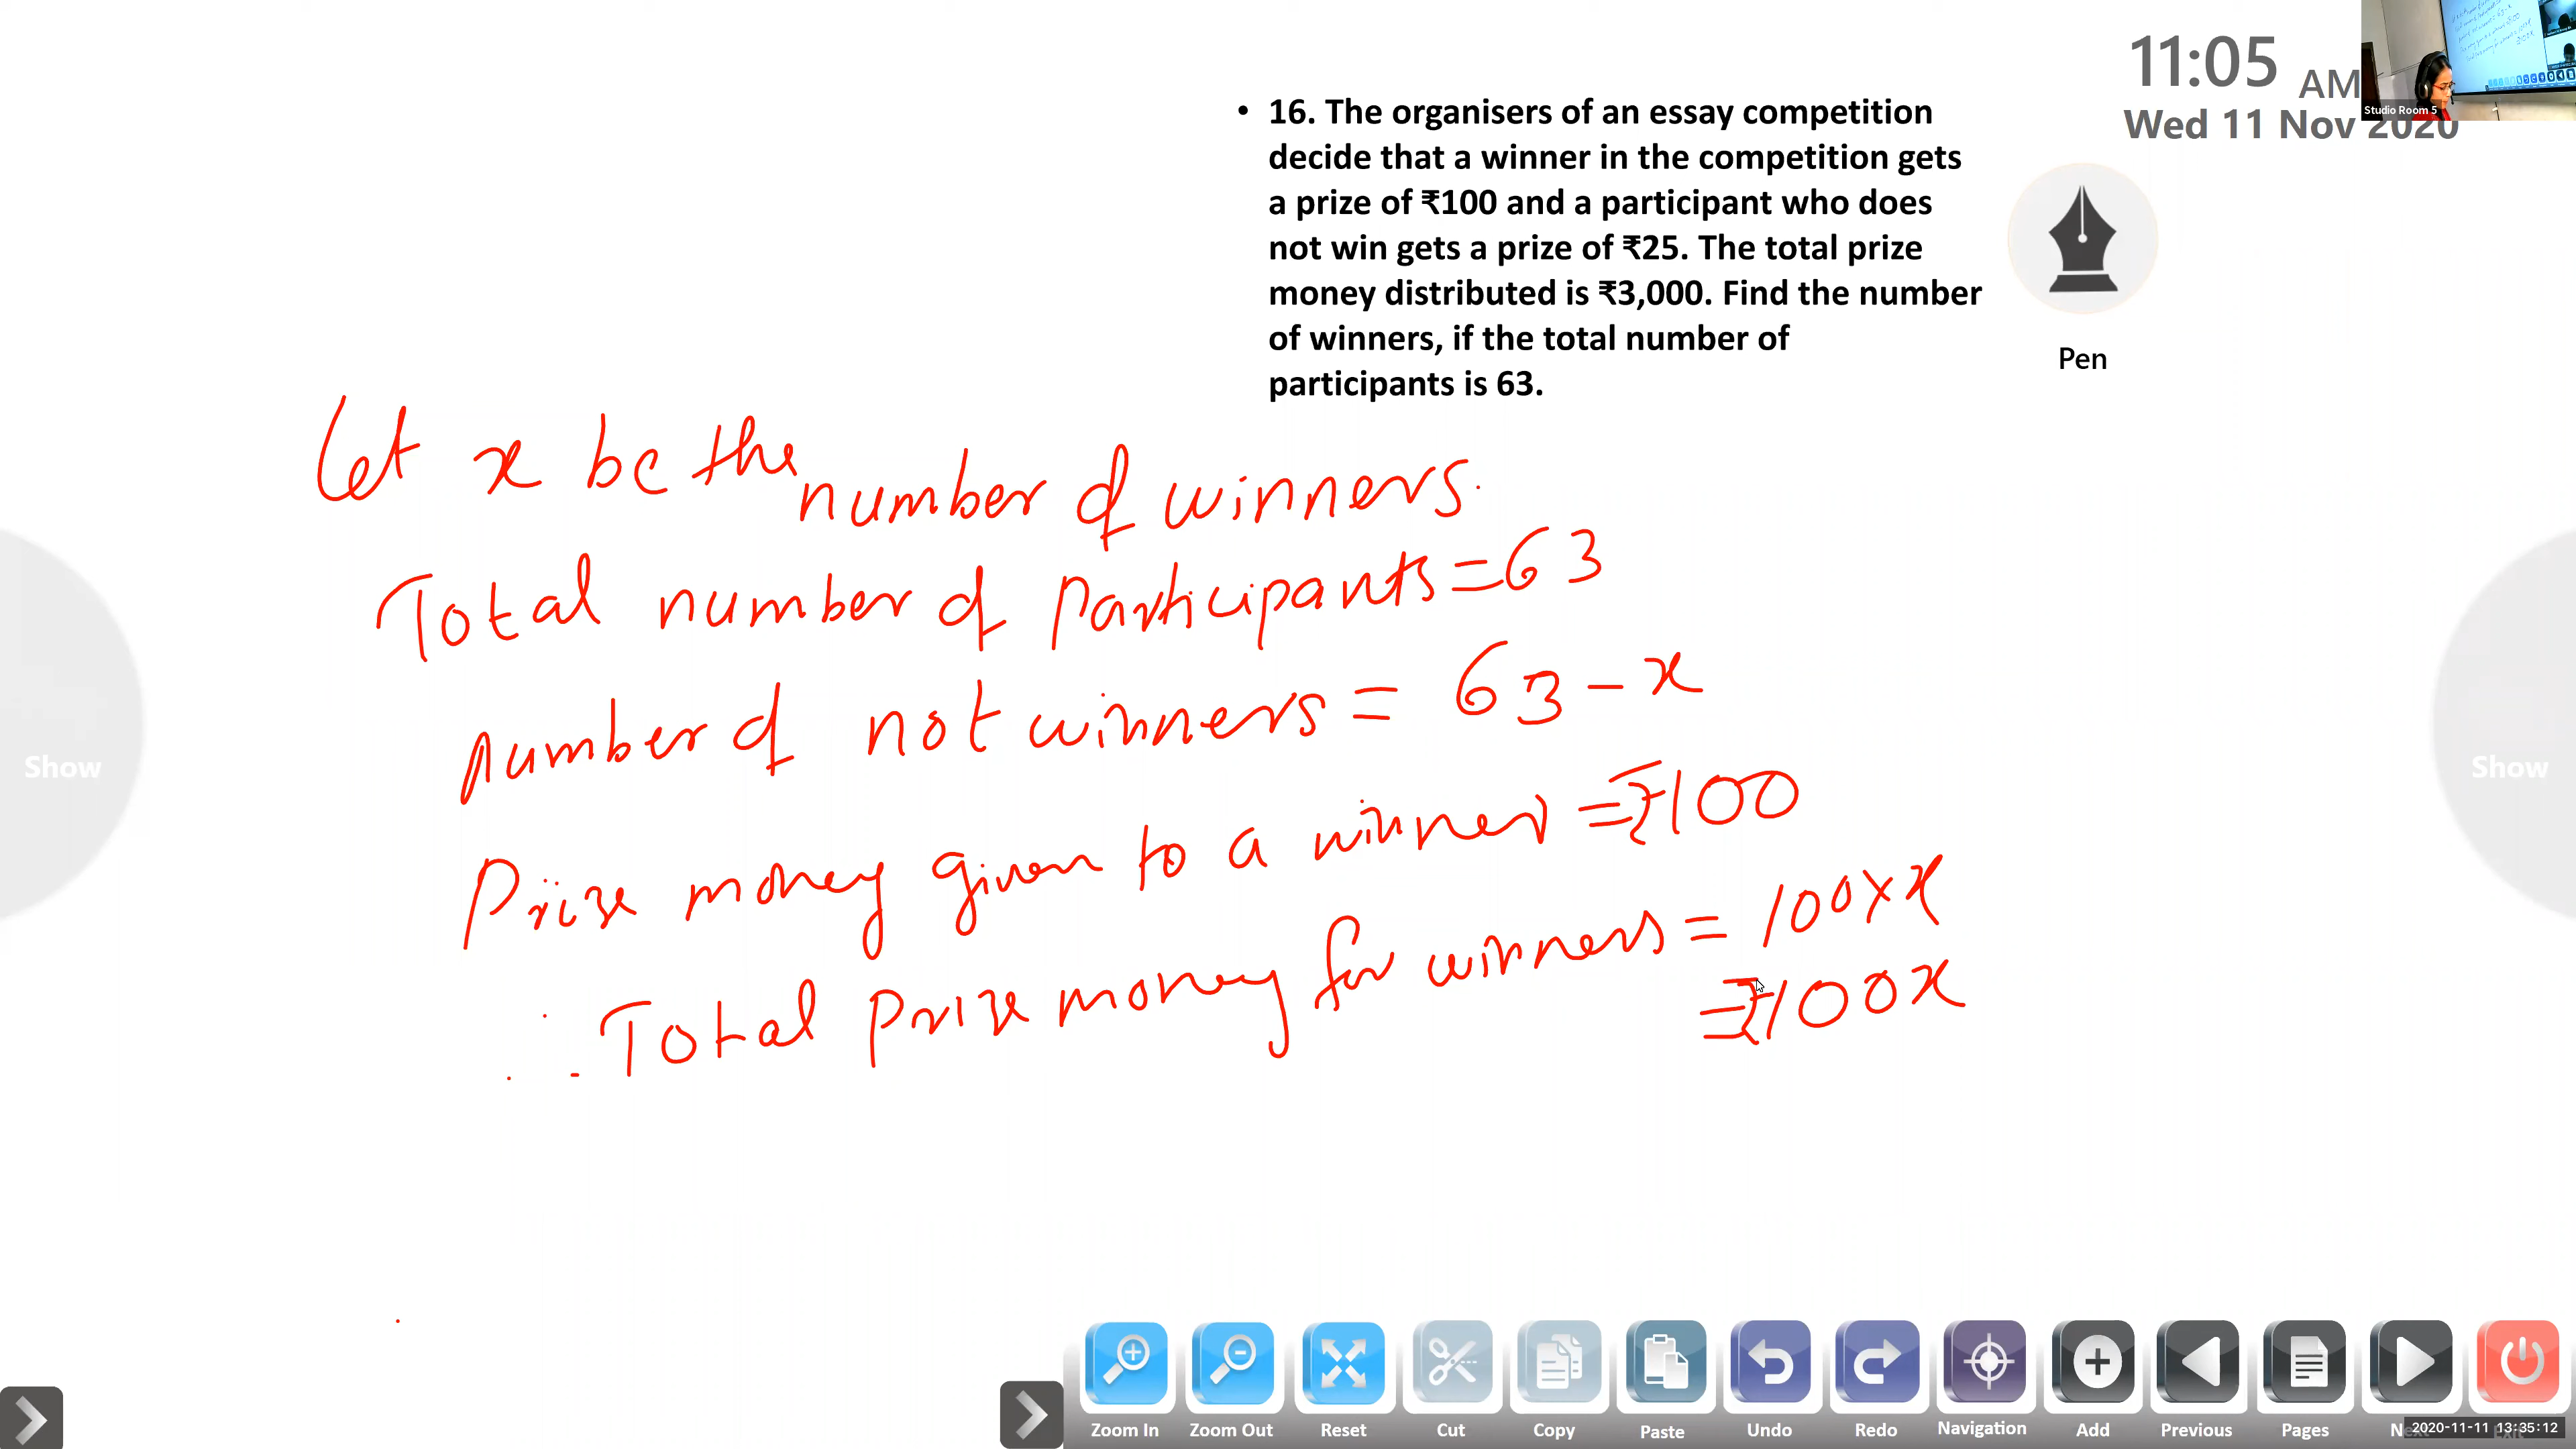 11:05 AM
Wed 11 Nov 2020
Studio Room 5
• 16. The organisers of an essay competition
decide that a winner in the competition gets
a prize of ₹100 and a participant who does
not win gets a prize of ₹25. The total prize
money distributed is ₹3,000. Find the number
of winners, if the total number of
participants is 63.
Pen
Let x be the number of winners.
Total number of participants = 63
Number of not winners = 63 - x
Prize money given to a winner = ₹100
∴ Total prize money for winners = 100 × x
= ₹100x
Show
Show
Zoom In
Zoom Out
Reset
Cut
Copy
Paste
Undo
Redo
Navigation
Add
Previous
Pages
2020-11-11 13:35:12